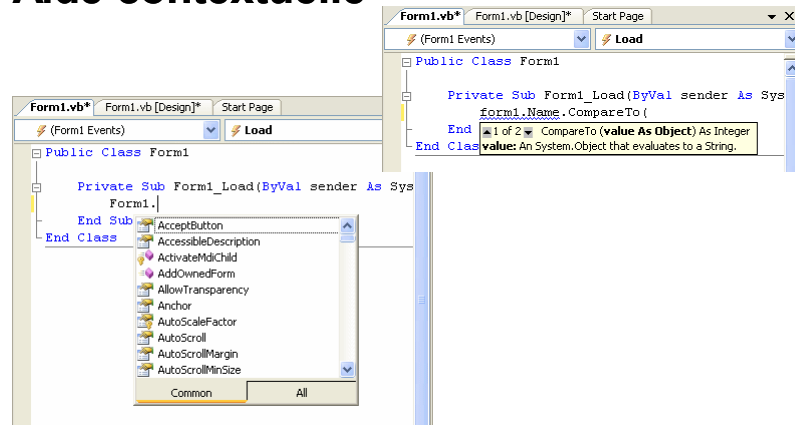 Aide contextuelle
Form1.vb* Form1.vb [Design]* Start Page
(Form1 Events) Load
Public Class Form1
Private Sub Form1_Load(ByVal sender As Sys
form1.Name.CompareTo(
End
1 of 2 CompareTo (value As Object) As Integer
End Clas
value: An System.Object that evaluates to a String.
Form1.vb* Form1.vb [Design]* Start Page
(Form1 Events) Load
Public Class Form1
Private Sub Form1_Load(ByVal sender As Sys
Form1.
End Sub
End Class
AcceptButton
AccessibleDescription
ActivateMdiChild
AddOwnedForm
AllowTransparency
Anchor
AutoScaleFactor
AutoScroll
AutoScrollMargin
AutoScrollMinSize
Common All